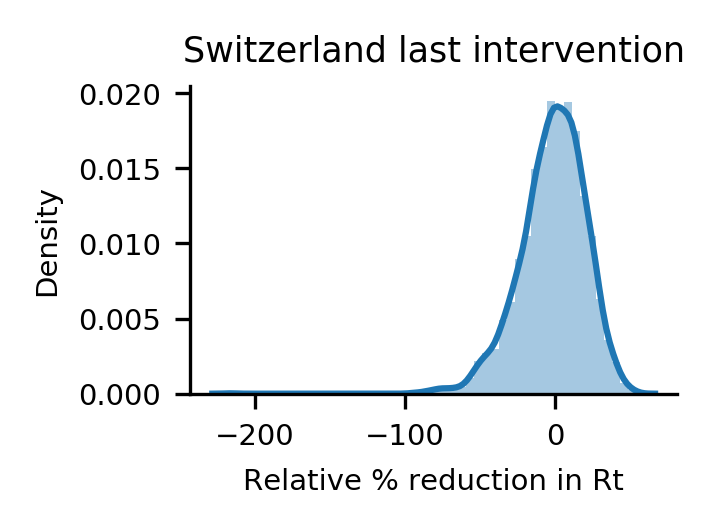 Switzerland last intervention
0.020
0.015
0.010
0.005
0.000
Density
−200
−100
0
Relative % reduction in Rt